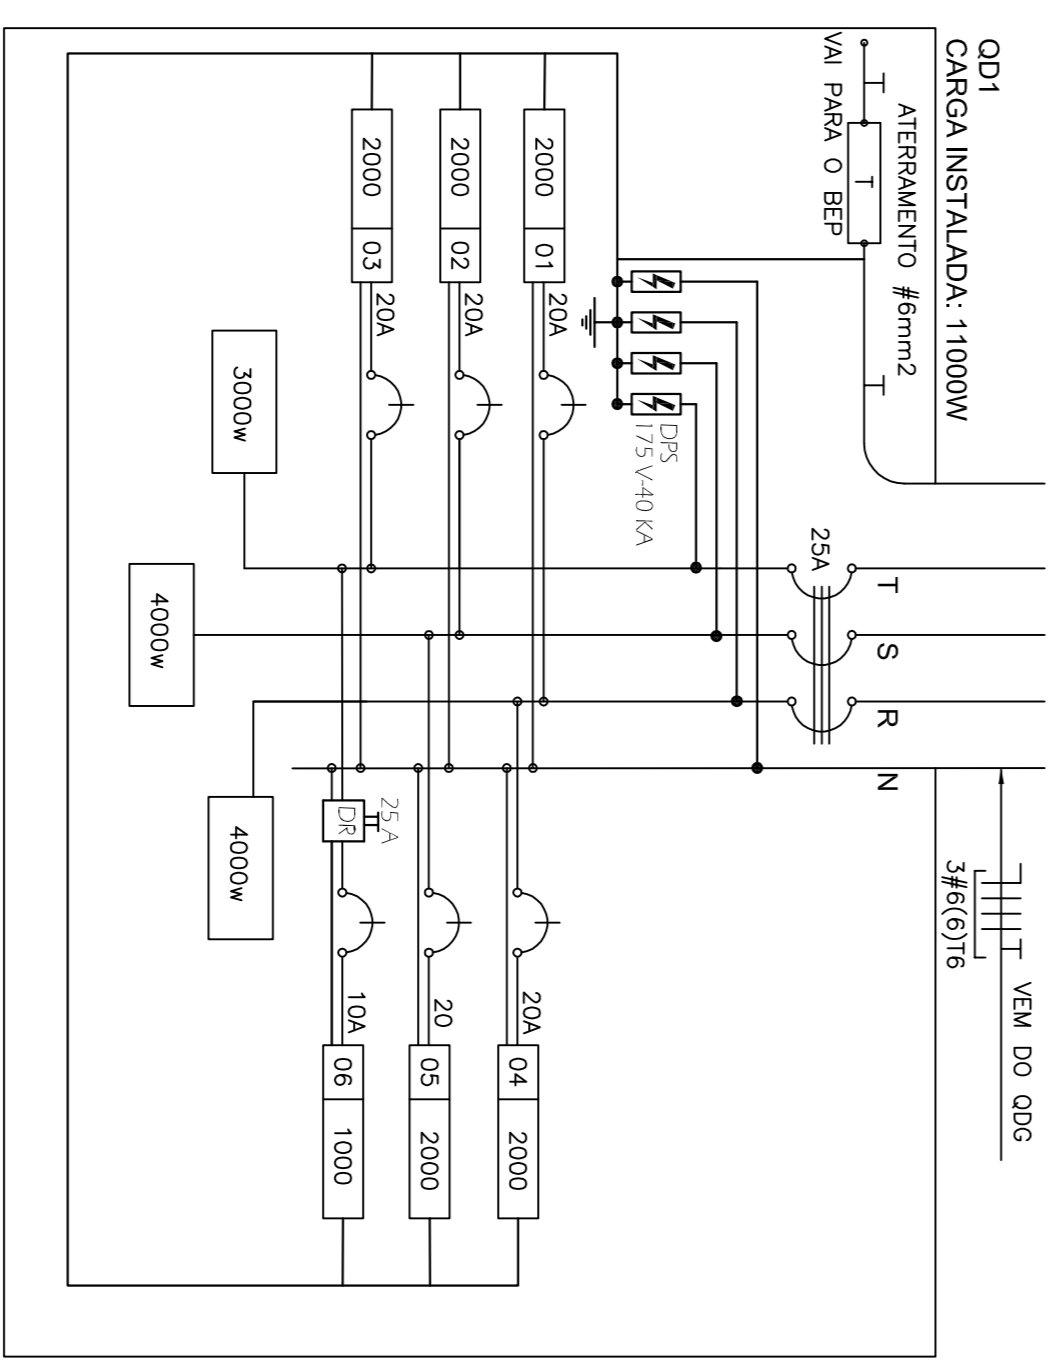 QD1
CARGA INSTALADA: 11000W
VEM DO QDG
3#6(6)T6
T
T
ATERRAMENTO #6mm2
T
T
VAI PARA O BEP
N
R
S
T
25A
DPS
175 V-40 KA
2000 01
20A
2000 02
20A
2000 03
20A
20A
04 2000
20
05 2000
25 A
DR
10A
06 1000
3000w
4000w
4000w